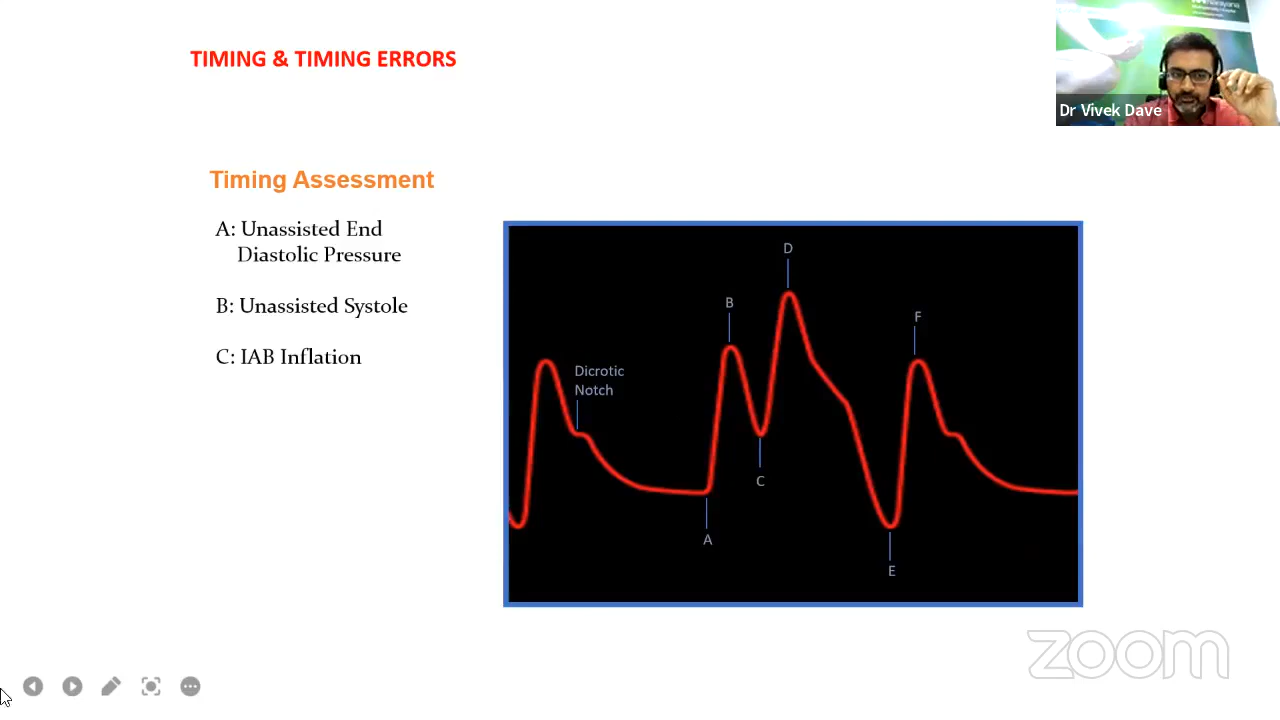 TIMING & TIMING ERRORS
Dr Vivek Dave
Timing Assessment
A: Unassisted End
Diastolic Pressure
B: Unassisted Systole
C: IAB Inflation
D
B
F
Dicrotic
Notch
C
A
E
zoom